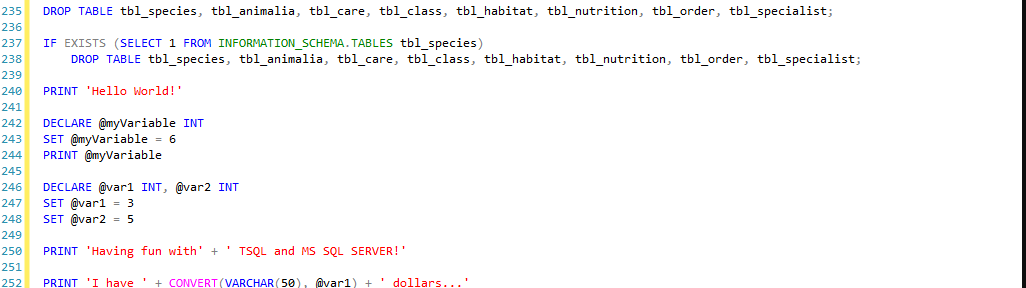 235 DROP TABLE tbl_species, tbl_animalia, tbl_care, tbl_class, tbl_habitat, tbl_nutrition, tbl_order, tbl_specialist;
236
237 IF EXISTS (SELECT 1 FROM INFORMATION_SCHEMA.TABLES tbl_species)
238     DROP TABLE tbl_species, tbl_animalia, tbl_care, tbl_class, tbl_habitat, tbl_nutrition, tbl_order, tbl_specialist;
239
240 PRINT 'Hello World!'
241
242 DECLARE @myVariable INT
243 SET @myVariable = 6
244 PRINT @myVariable
245
246 DECLARE @var1 INT, @var2 INT
247 SET @var1 = 3
248 SET @var2 = 5
249
250 PRINT 'Having fun with' + ' TSQL and MS SQL SERVER!'
251
252 PRINT 'I have ' + CONVERT(VARCHAR(50), @var1) + ' dollars...'